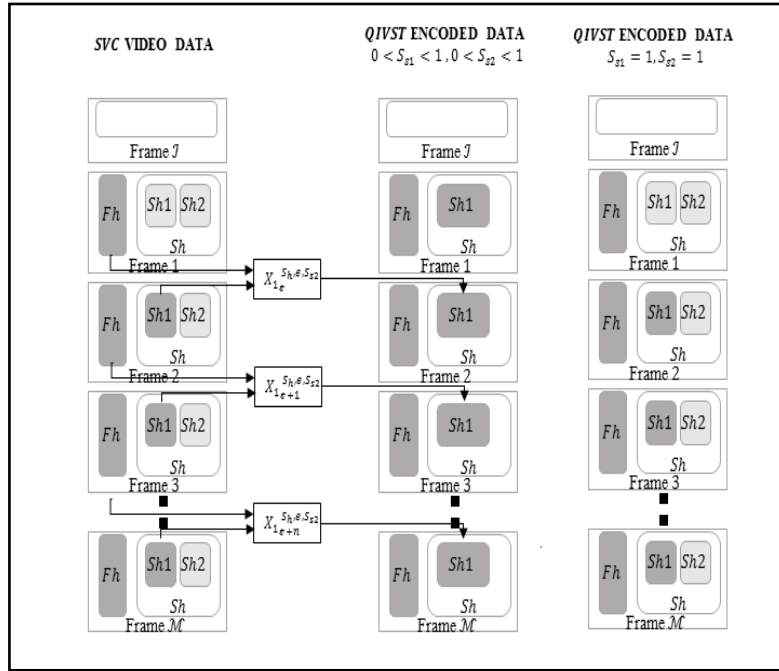 SVC VIDEO DATA
Frame ℐ
Fh
Sh1 Sh2
Sh
Frame 1
Fh
Sh1 Sh2
Sh
Frame 2
Fh
Sh1 Sh2
Sh
Frame 3
Fh
Sh1 Sh2
Sh
Frame ℳ
X₁ₑ^{Sₕ,e,Sₛ₂}
X₁ₑ₊₁^{Sₕ,e,Sₛ₂}
X₁ₑ₊ₙ^{Sₕ,e,Sₛ₂}
QIVST ENCODED DATA
0 < Sₛ₁ < 1, 0 < Sₛ₂ < 1
Frame ℐ
Fh
Sh1
Frame 1
Fh
Sh1
Frame 2
Fh
Sh1
Frame 3
Fh
Sh1
Frame ℳ
QIVST ENCODED DATA
Sₛ₁ = 1, Sₛ₂ = 1
Frame ℐ
Fh
Sh1 Sh2
Sh
Frame 1
Fh
Sh1 Sh2
Sh
Frame 2
Fh
Sh1 Sh2
Sh
Frame 3
Fh
Sh1 Sh2
Sh
Frame ℳ